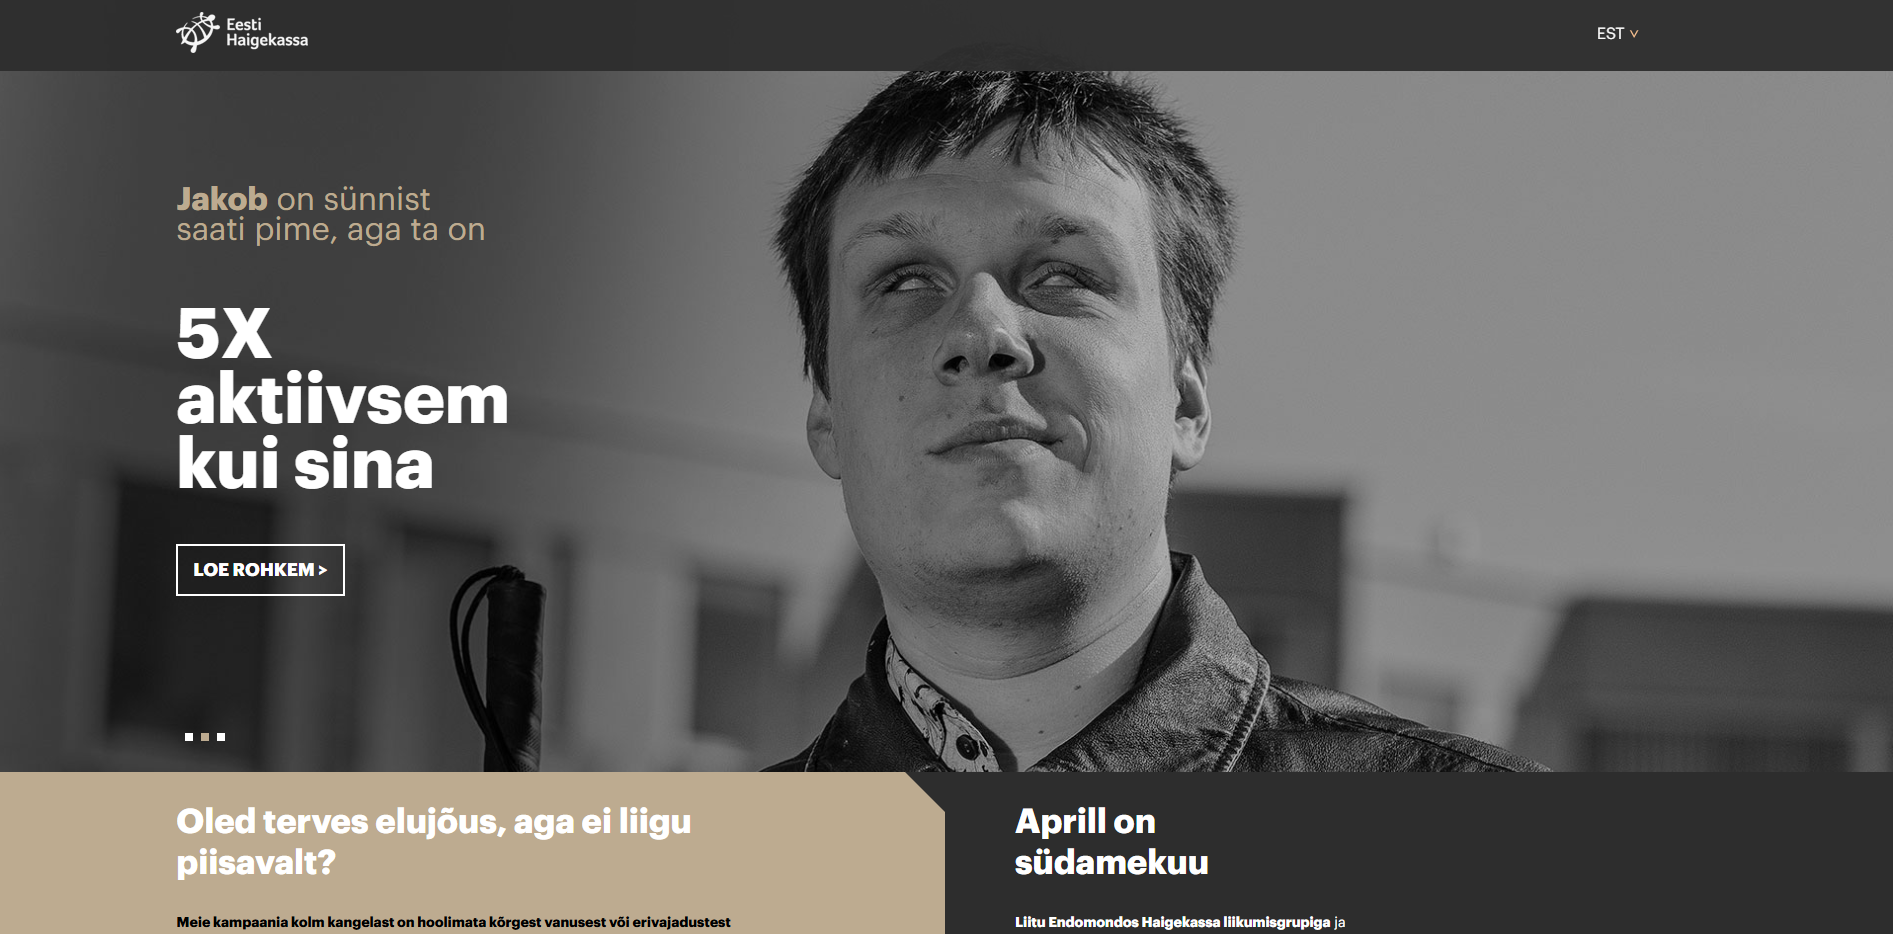 Eesti
Haigekassa
EST
Jakob on sünnist
saati pime, aga ta on
5X
aktiivsem
kui sina
LOE ROHKEM >
Oled terves elujõus, aga ei liigu
piisavalt?
Meie kampaania kolm kangelast on hoolimata kõrgest vanusest või erivajadustest
Aprill on
südamekuu
Liitu Endomondos Haigekassa liikumisgrupiga ja